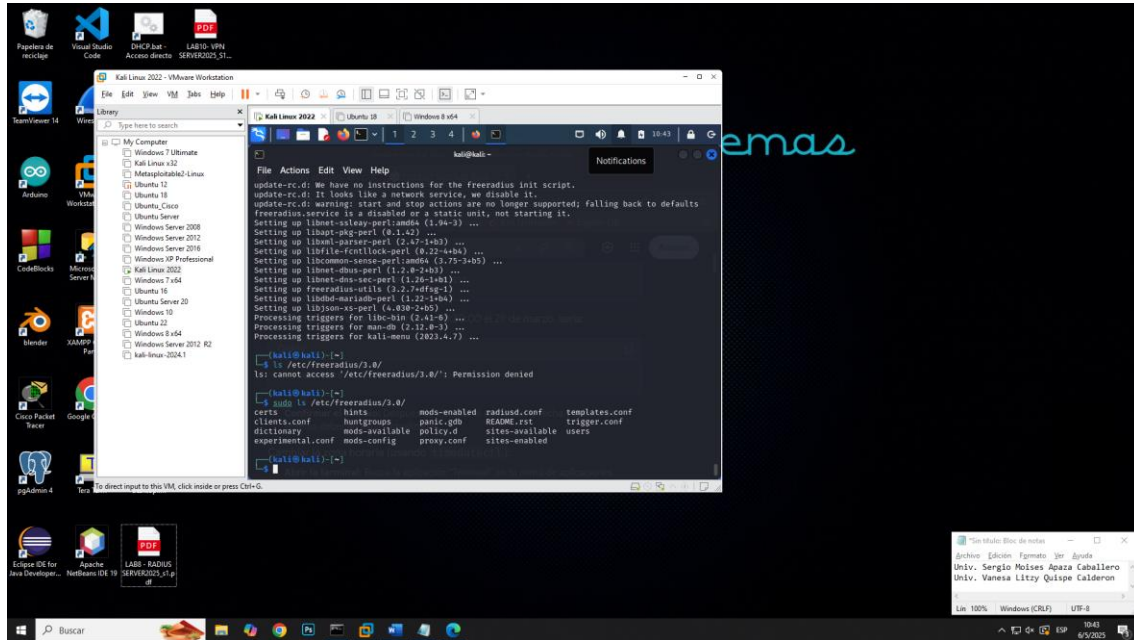 Papelera de reciclaje
Visual Studio Code
DHCP.bat - Acceso directo
LAB10- VPN SERVER2025_S1...
PDF
TeamViewer 14
Arduino
CodeBlocks
blender
Cisco Packet Tracer
pgAdmin 4
Eclipse IDE for Java Developer...
Apache NetBeans IDE 19
PDF
LAB8 - RADIUS SERVER2025_s1.pdf
emas
Kali Linux 2022 - VMware Workstation
File Edit View VM Tabs Help
Library
Type here to search
My Computer
Windows 7 Ultimate
Kali Linux x32
Metasploitable2-Linux
Ubuntu 12
Ubuntu 18
Ubuntu_Cisco
Ubuntu Server
Windows Server 2008
Windows Server 2012
Windows Server 2016
Windows XP Professional
Kali Linux 2022
Windows 7 x64
Ubuntu 16
Ubuntu Server 20
Windows 10
Ubuntu 22
Windows 8 x64
Windows Server 2012 R2
kali-linux-2024.1
Kali Linux 2022 Ubuntu 18 Windows 8 x64
1 2 3 4 10:43
kali@kali: ~
Notifications
File Actions Edit View Help
update-rc.d: We have no instructions for the freeradius init script.
update-rc.d: It looks like a network service, we disable it.
update-rc.d: warning: start and stop actions are no longer supported; falling back to defaults
freeradius.service is a disabled or a static unit, not starting it.
Setting up libnet-ssleay-perl:amd64 (1.94-3) ...
Setting up libapt-pkg-perl (0.1.42) ...
Setting up libxml-parser-perl (2.47-1+b3) ...
Setting up libfile-fcntllock-perl (0.22-4+b4) ...
Setting up libcommon-sense-perl:amd64 (3.75-3+b5) ...
Setting up libnet-dbus-perl (1.2.0-2+b3) ...
Setting up libnet-dns-sec-perl (1.26-1+b1) ...
Setting up freeradius-utils (3.2.7+dfsg-1) ...
Setting up libdbd-mariadb-perl (1.22-1+b4) ...
Setting up libjson-xs-perl (4.030-2+b5) ...
Processing triggers for libc-bin (2.41-6) ...
Processing triggers for man-db (2.12.0-3) ...
Processing triggers for kali-menu (2023.4.7) ...
(kali㉿kali)-[~]
$ ls /etc/freeradius/3.0/
ls: cannot access '/etc/freeradius/3.0/': Permission denied
(kali㉿kali)-[~]
$ sudo ls /etc/freeradius/3.0/
certs hints mods-enabled radiusd.conf templates.conf
clients.conf huntgroups panic.gdb README.rst trigger.conf
dictionary mods-available policy.d sites-available users
experimental.conf mods-config proxy.conf sites-enabled
(kali㉿kali)-[~]
$
To direct input to this VM, click inside or press Ctrl+G.
*Sin título: Bloc de notas
Archivo Edición Formato Ver Ayuda
Univ. Sergio Moises Apaza Caballero
Univ. Vanesa Litzy Quispe Calderon
Lín 100% Windows (CRLF) UTF-8
Buscar
ESP
10:43
6/5/2025